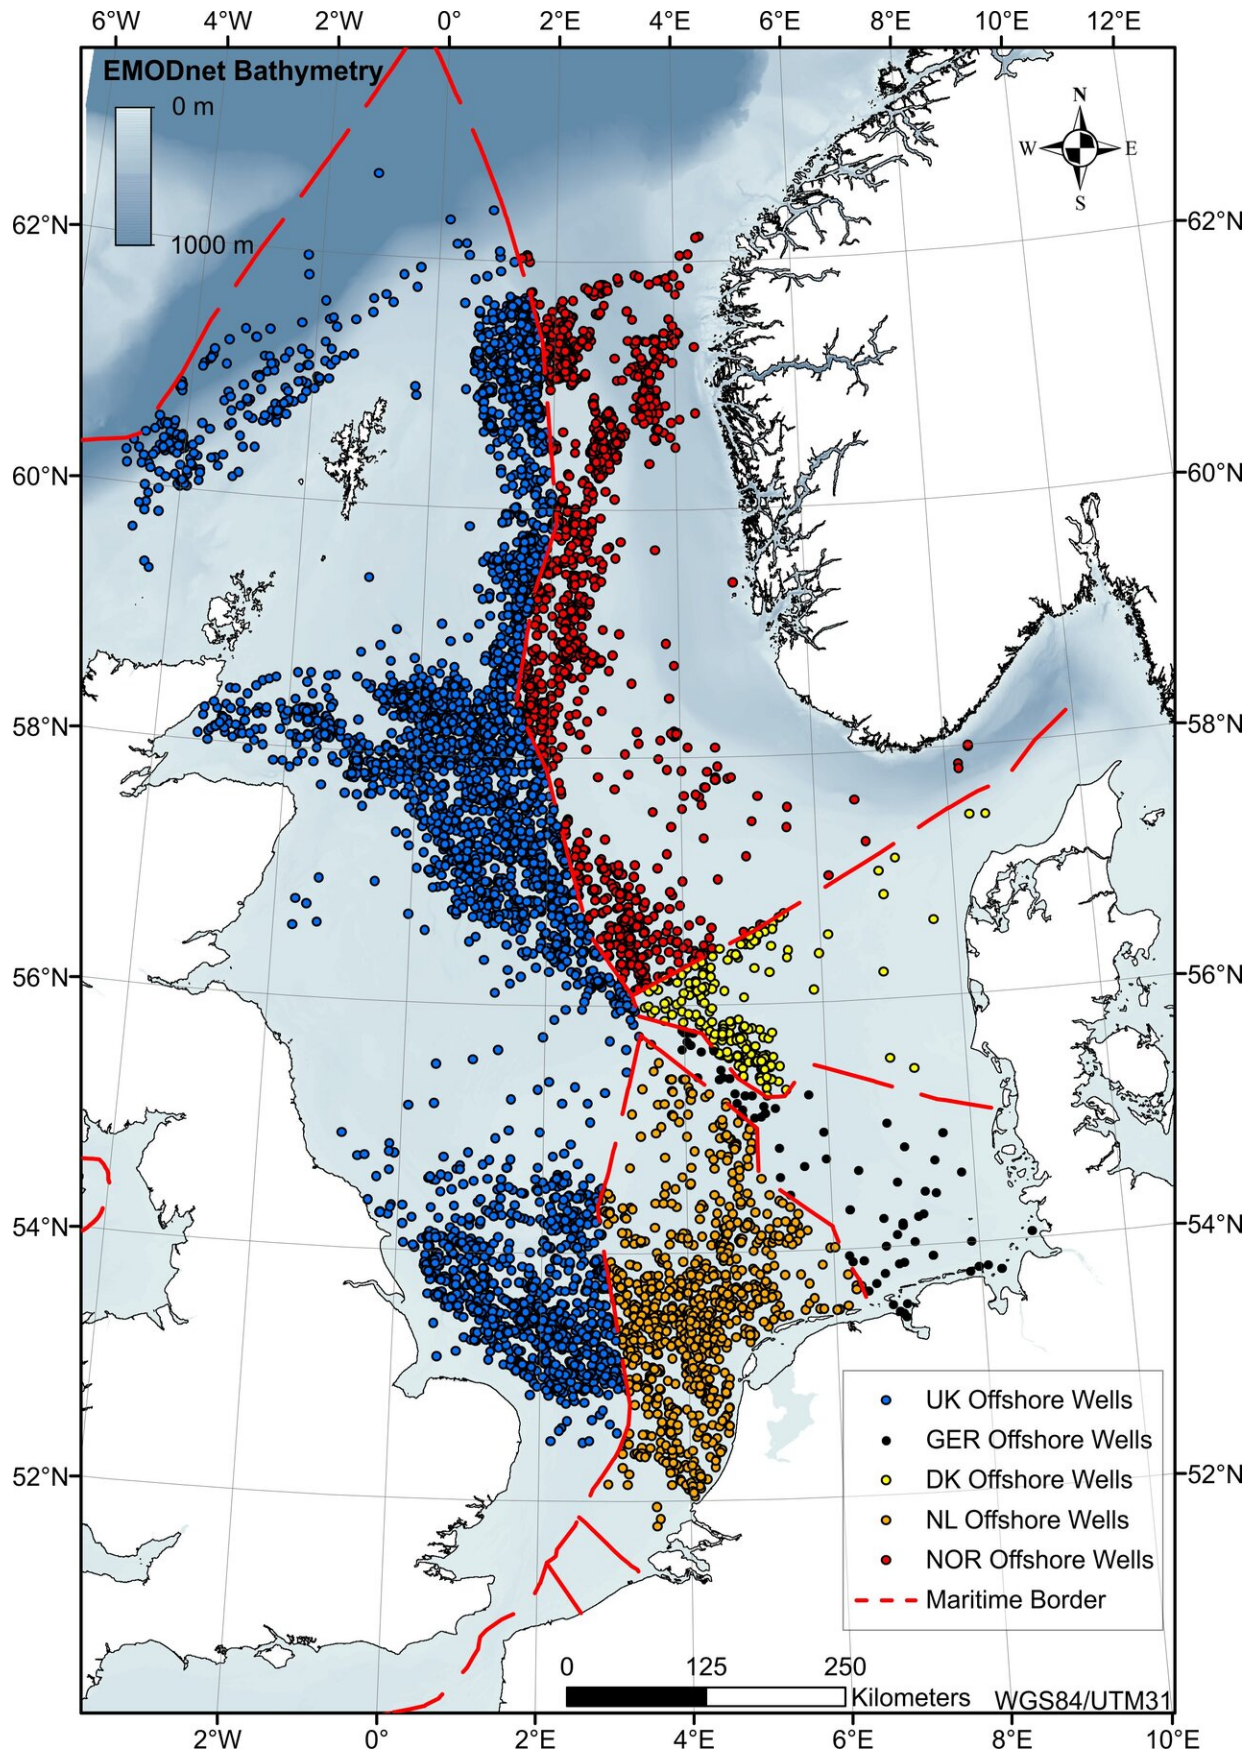 6°W 4°W 2°W 0° 2°E 4°E 6°E 8°E 10°E 12°E
EMODnet Bathymetry
0 m
1000 m
N
W E
S
62°N 62°N
60°N 60°N
58°N 58°N
56°N 56°N
54°N 54°N
52°N 52°N
UK Offshore Wells
GER Offshore Wells
DK Offshore Wells
NL Offshore Wells
NOR Offshore Wells
Maritime Border
0 125 250
Kilometers WGS84/UTM31
2°W 0° 2°E 4°E 6°E 8°E 10°E